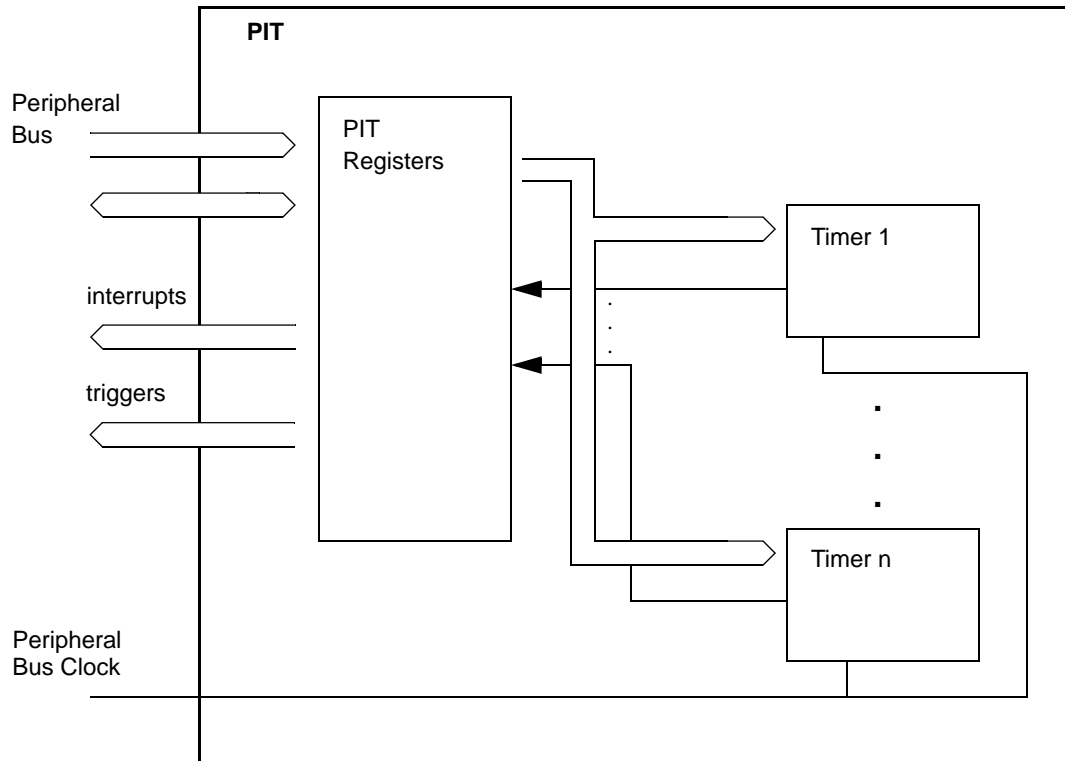 PIT
Peripheral
Bus
PIT
Registers
Timer 1
interrupts
triggers
Timer n
Peripheral
Bus Clock